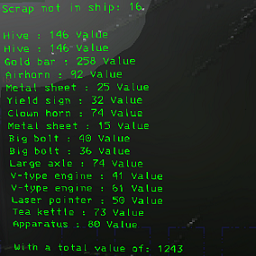 Scrap not in ship: 16
Hive : 146 Value
Hive : 146 Value
Gold bar : 258 Value
Airhorn : 92 Value
Metal sheet : 25 Value
Yield sign : 32 Value
Clown horn : 74 Value
Metal sheet : 15 Value
Big bolt : 40 Value
Big bolt : 36 Value
Large axle : 74 Value
V-type engine : 41 Value
V-type engine : 61 Value
Laser pointer : 50 Value
Tea kettle : 73 Value
Apparatus : 80 Value
With a total value of: 1243